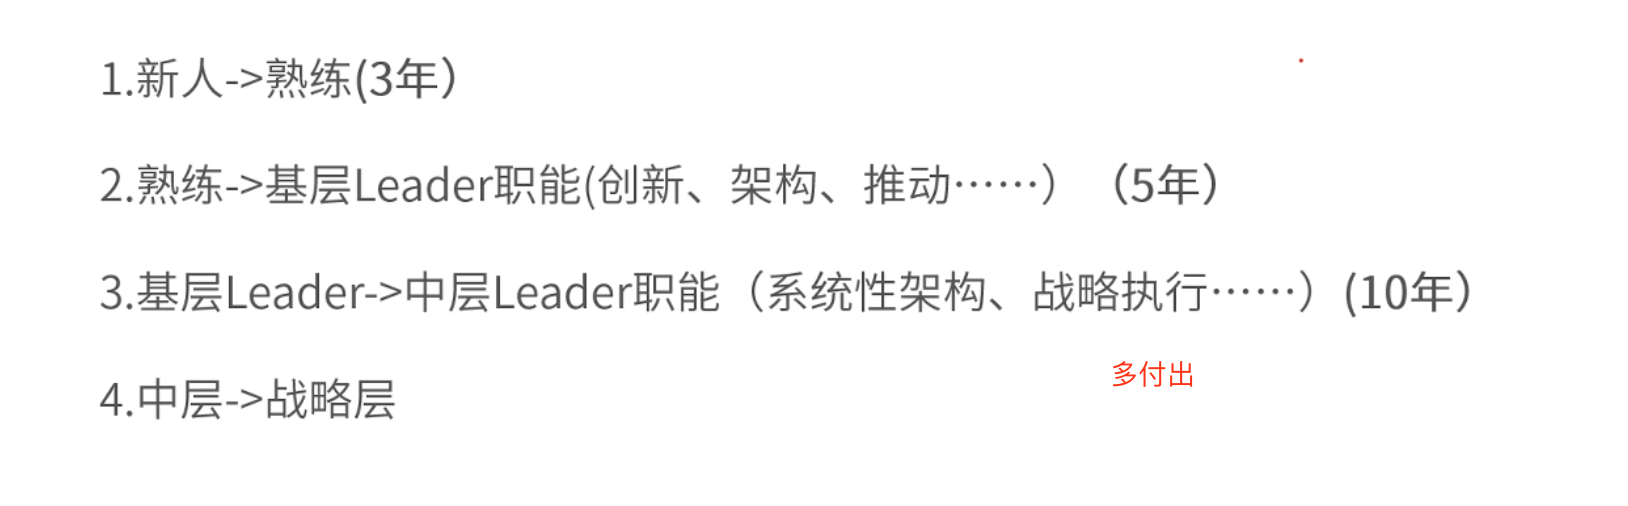 1.新人->熟练(3年）
2.熟练->基层Leader职能(创新、架构、推动……）（5年）
3.基层Leader->中层Leader职能（系统性架构、战略执行……）(10年）
多付出
4.中层->战略层